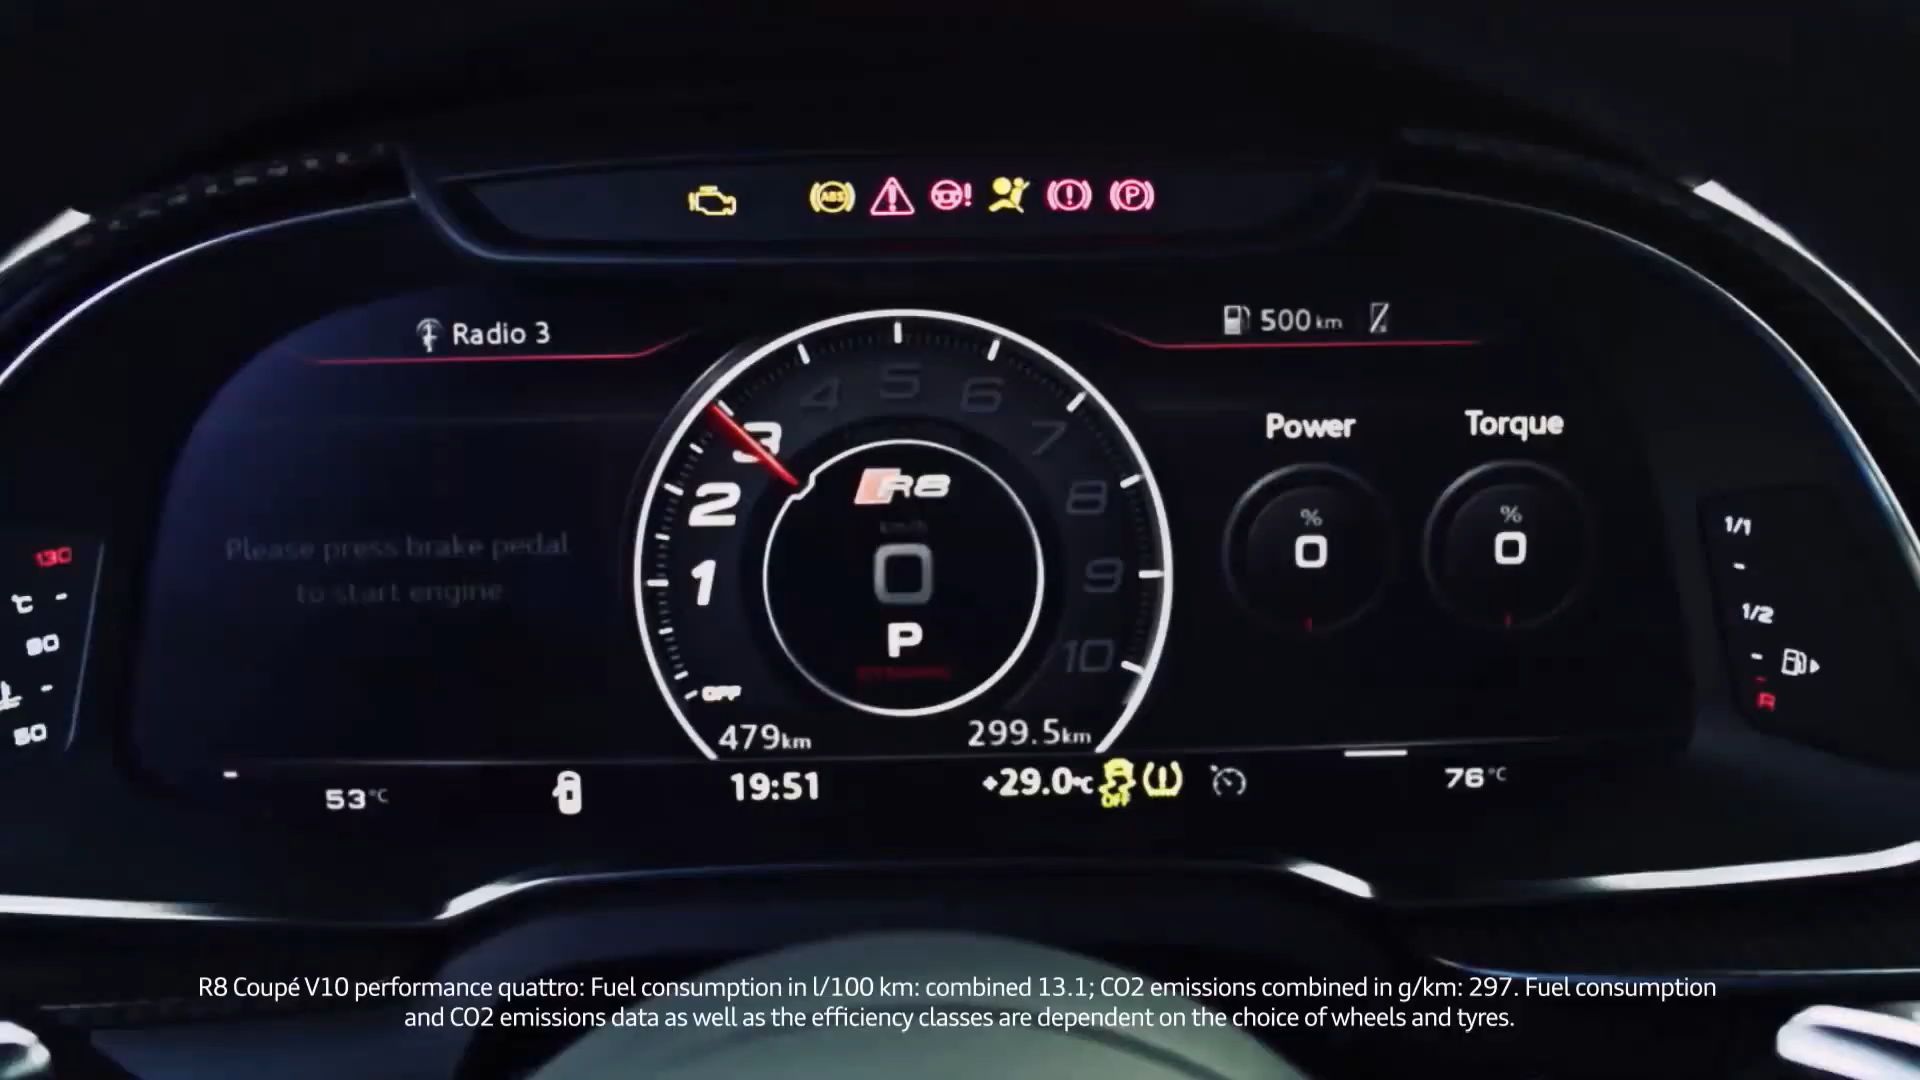 ABS
P
Radio 3
500 km
4 5 6
3 7
2 8
1 9
10
OFF
R8
km/h
0
P
Power
Torque
%
0
%
0
Please press brake pedal
to start engine
130
°C
90
50
1/1
1/2
R
479km
299.5km
53°C
19:51
+29.0°C
OFF
76°C
R8 Coupé V10 performance quattro: Fuel consumption in l/100 km: combined 13.1; CO2 emissions combined in g/km: 297. Fuel consumption
and CO2 emissions data as well as the efficiency classes are dependent on the choice of wheels and tyres.